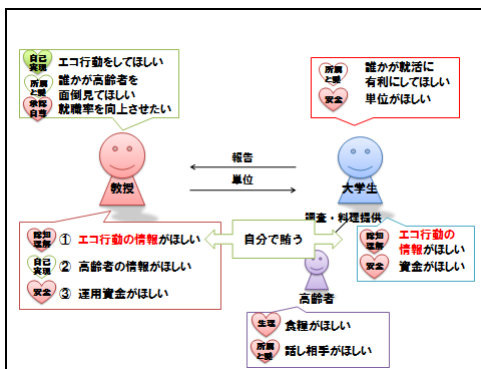 自己実現 エコ行動をしてほしい
所属と愛 誰かが高齢者を
面倒見てほしい
承認自尊 就職率を向上させたい
所属と愛 誰かが就活に
有利にしてほしい
安全 単位がほしい
報告
単位
教授
大学生
調査・料理提供
認知理解 ① エコ行動の情報がほしい
自己実現 ② 高齢者の情報がほしい
安全 ③ 運用資金がほしい
自分で賄う
認知理解 エコ行動の
情報がほしい
安全 資金がほしい
高齢者
生理 食糧がほしい
所属と愛 話し相手がほしい